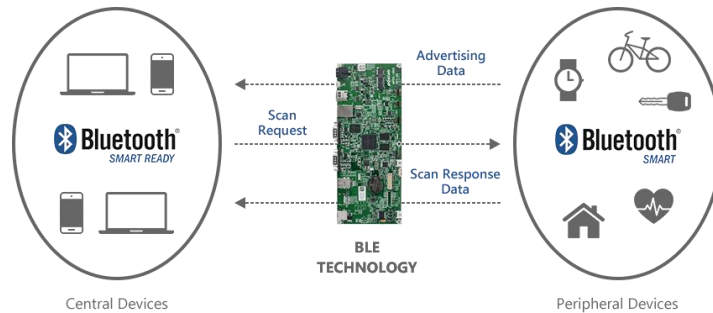 Bluetooth®
SMART READY
Central Devices
Advertising
Data
Scan
Request
Scan Response
Data
BLE
TECHNOLOGY
Bluetooth®
SMART
Peripheral Devices